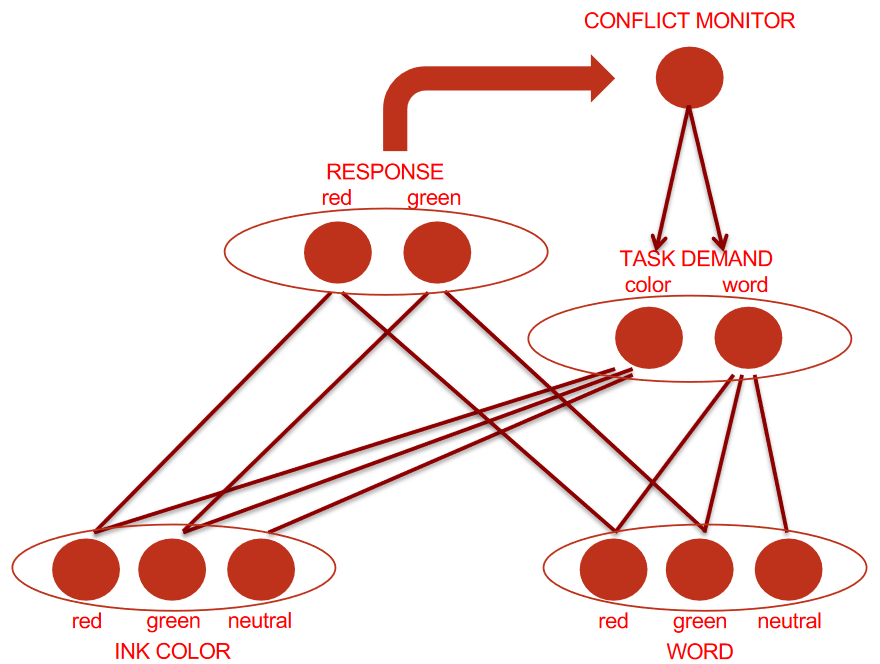 CONFLICT MONITOR
RESPONSE
red green
TASK DEMAND
color word
red green neutral
INK COLOR
red green neutral
WORD